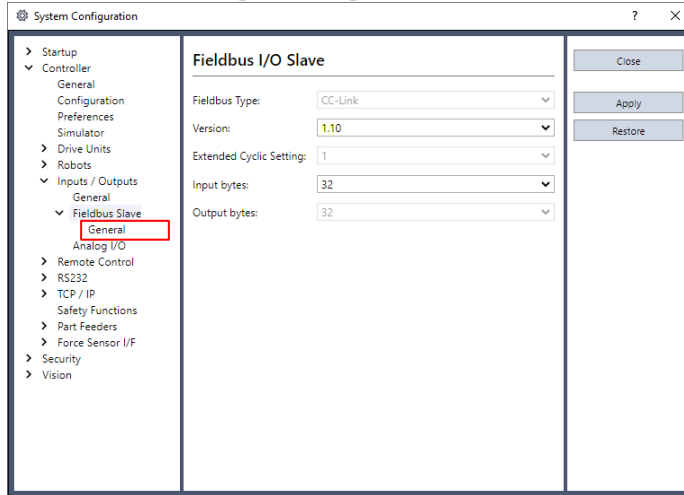 System Configuration
?
Startup
Controller
General
Configuration
Preferences
Simulator
Drive Units
Robots
Inputs / Outputs
General
Fieldbus Slave
General
Analog I/O
Remote Control
RS232
TCP / IP
Safety Functions
Part Feeders
Force Sensor I/F
Security
Vision
Fieldbus I/O Slave
Fieldbus Type: CC-Link
Version: 1.10
Extended Cyclic Setting: 1
Input bytes: 32
Output bytes: 32
Close
Apply
Restore